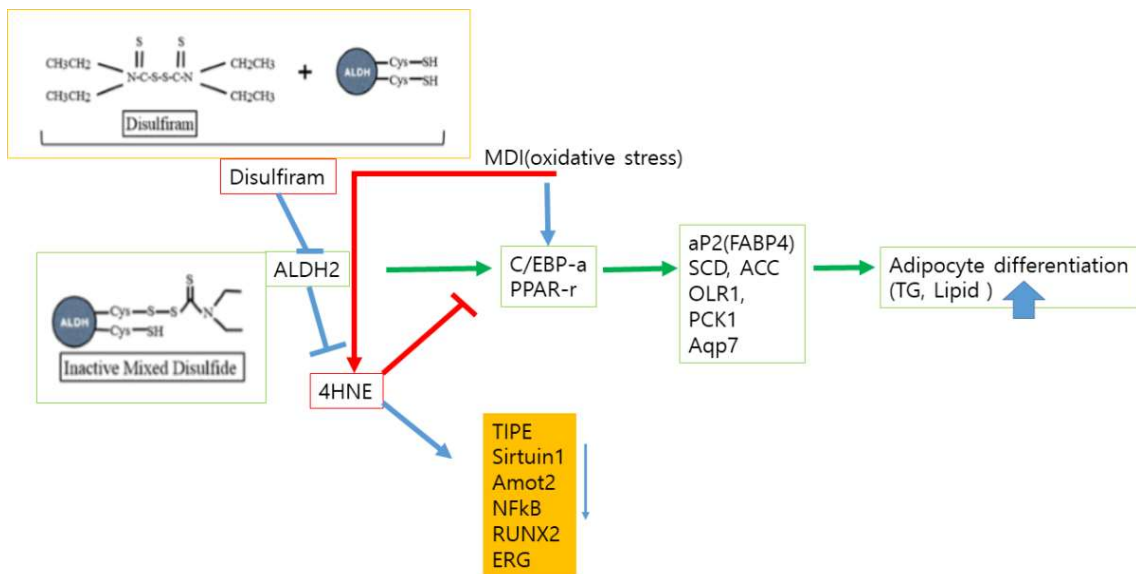 S S
CH3CH2 CH2CH3
N-C-S-S-C-N
CH3CH2 CH2CH3
+
ALDH
Cys—SH
Cys—SH
Disulfiram
Disulfiram
MDI(oxidative stress)
ALDH2
C/EBP-a
PPAR-r
aP2(FABP4)
SCD, ACC
OLR1,
PCK1
Aqp7
Adipocyte differentiation
(TG, Lipid )
S
ALDH
Cys—S—S
N
Cys—SH
Inactive Mixed Disulfide
4HNE
TIPE
Sirtuin1
Amot2
NFkB
RUNX2
ERG